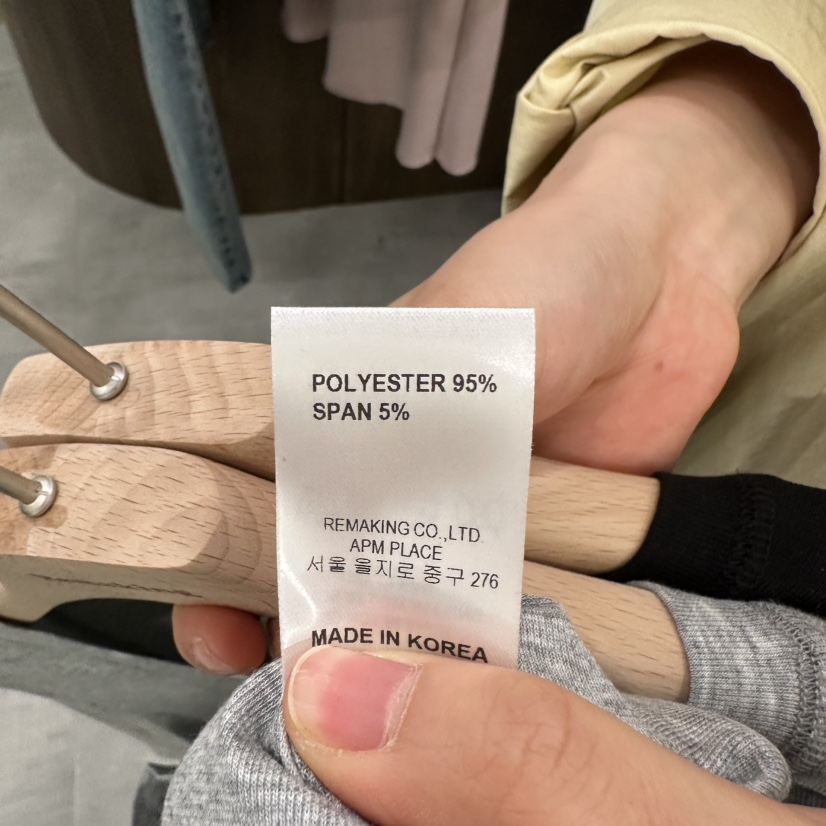 POLYESTER 95%
SPAN 5%
REMAKING CO.,LTD.
APM PLACE
서울 을지로 중구 276
MADE IN KOREA